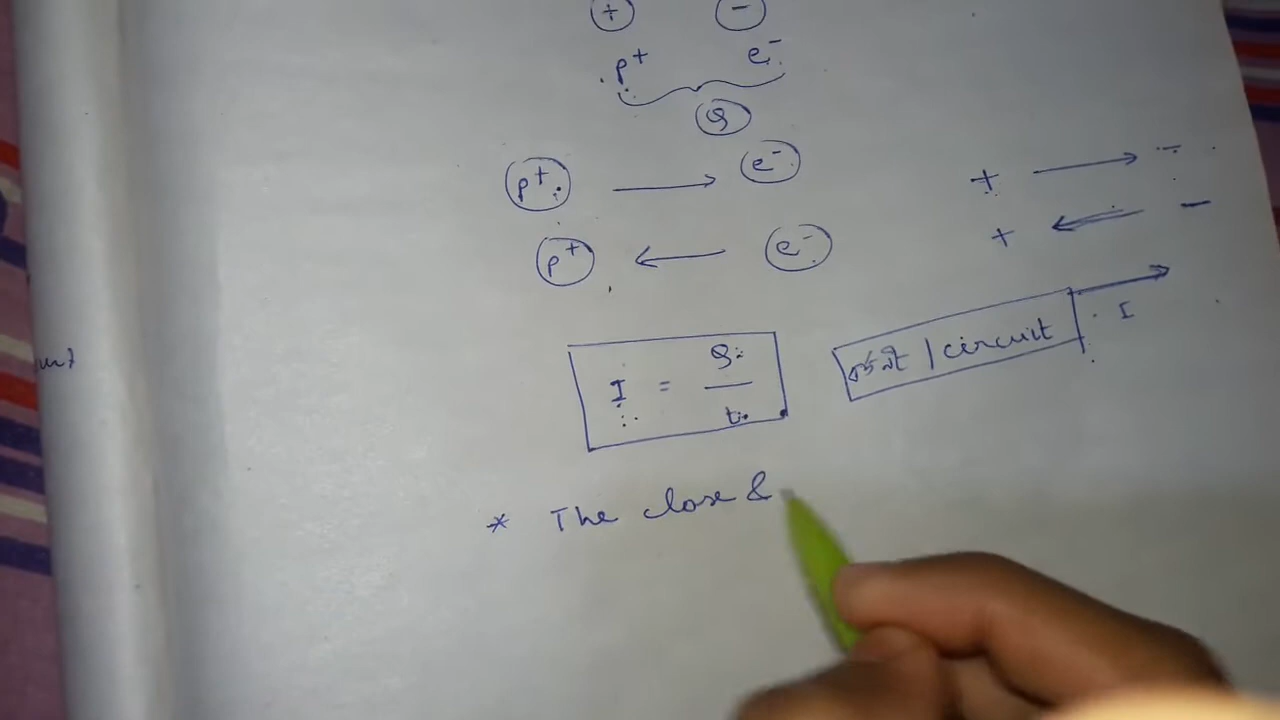 + −
p⁺ e⁻
Q
p⁺ → e⁻ + → −
p⁺ ← e⁻ + ← −
I = Q / t
/ circuit I
* The close &